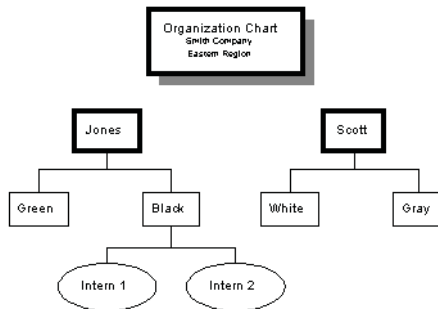 Organization Chart
Smith Company
Eastern Region
Jones
Scott
Green
Black
White
Gray
Intern 1
Intern 2